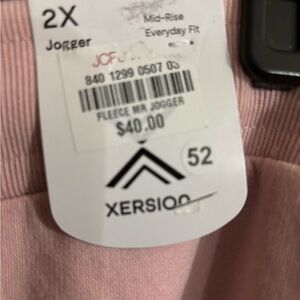 2X
Mid-Rise
Jogger
Everyday Fit
840 1299 0507 03
FLEECE MR JOGGER
$40.00
52
XERSION